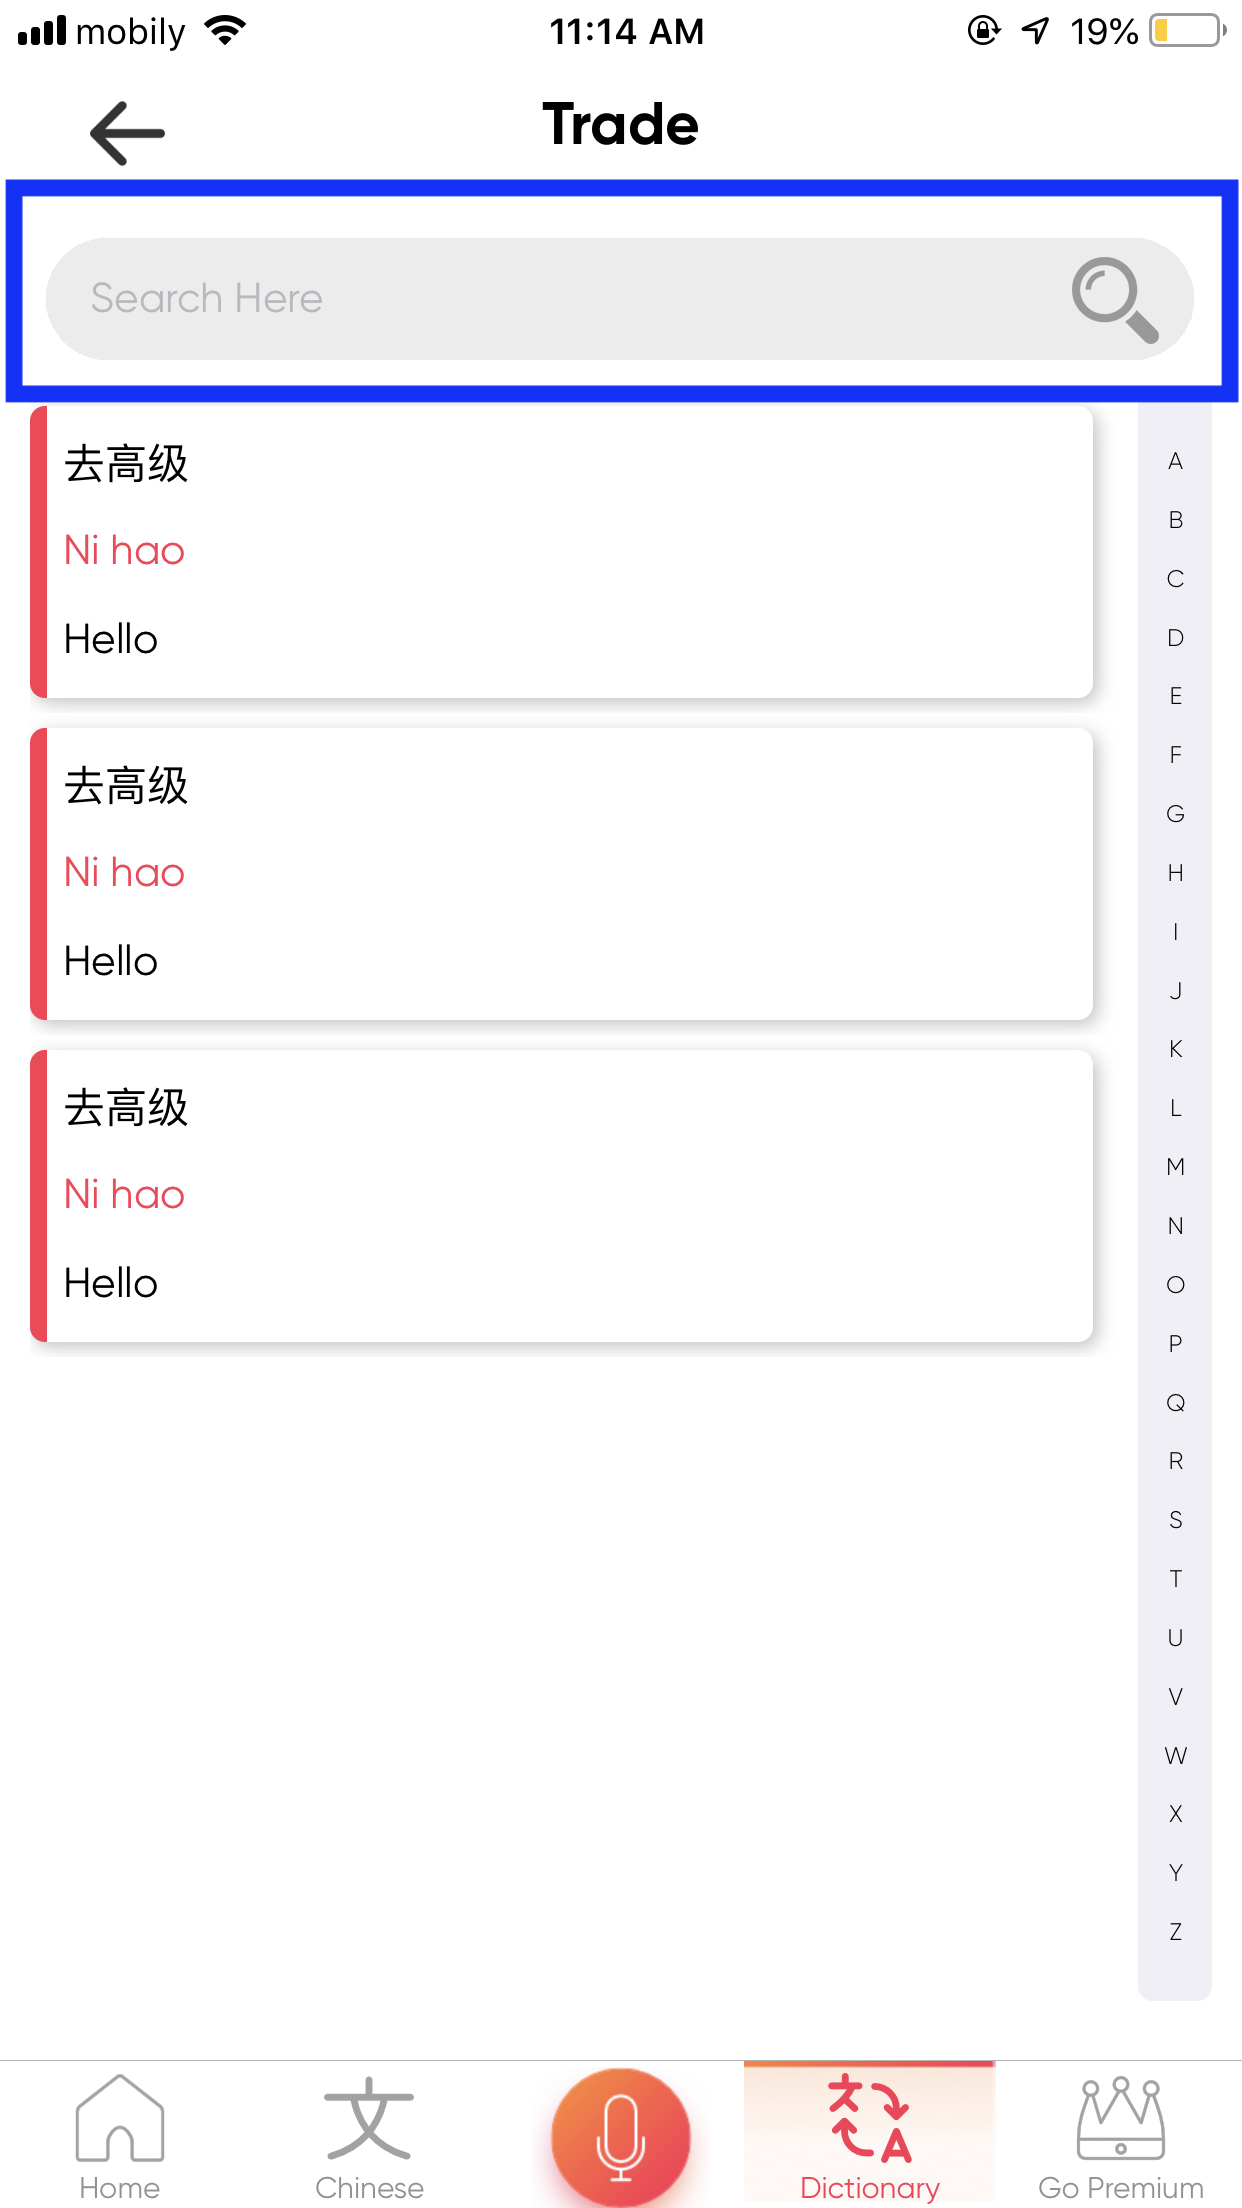 mobily 11:14 AM 19%
Trade
Search Here
去高级
Ni hao
Hello
去高级
Ni hao
Hello
去高级
Ni hao
Hello
A
B
C
D
E
F
G
H
I
J
K
L
M
N
O
P
Q
R
S
T
U
V
W
X
Y
Z
文
Home Chinese Dictionary Go Premium